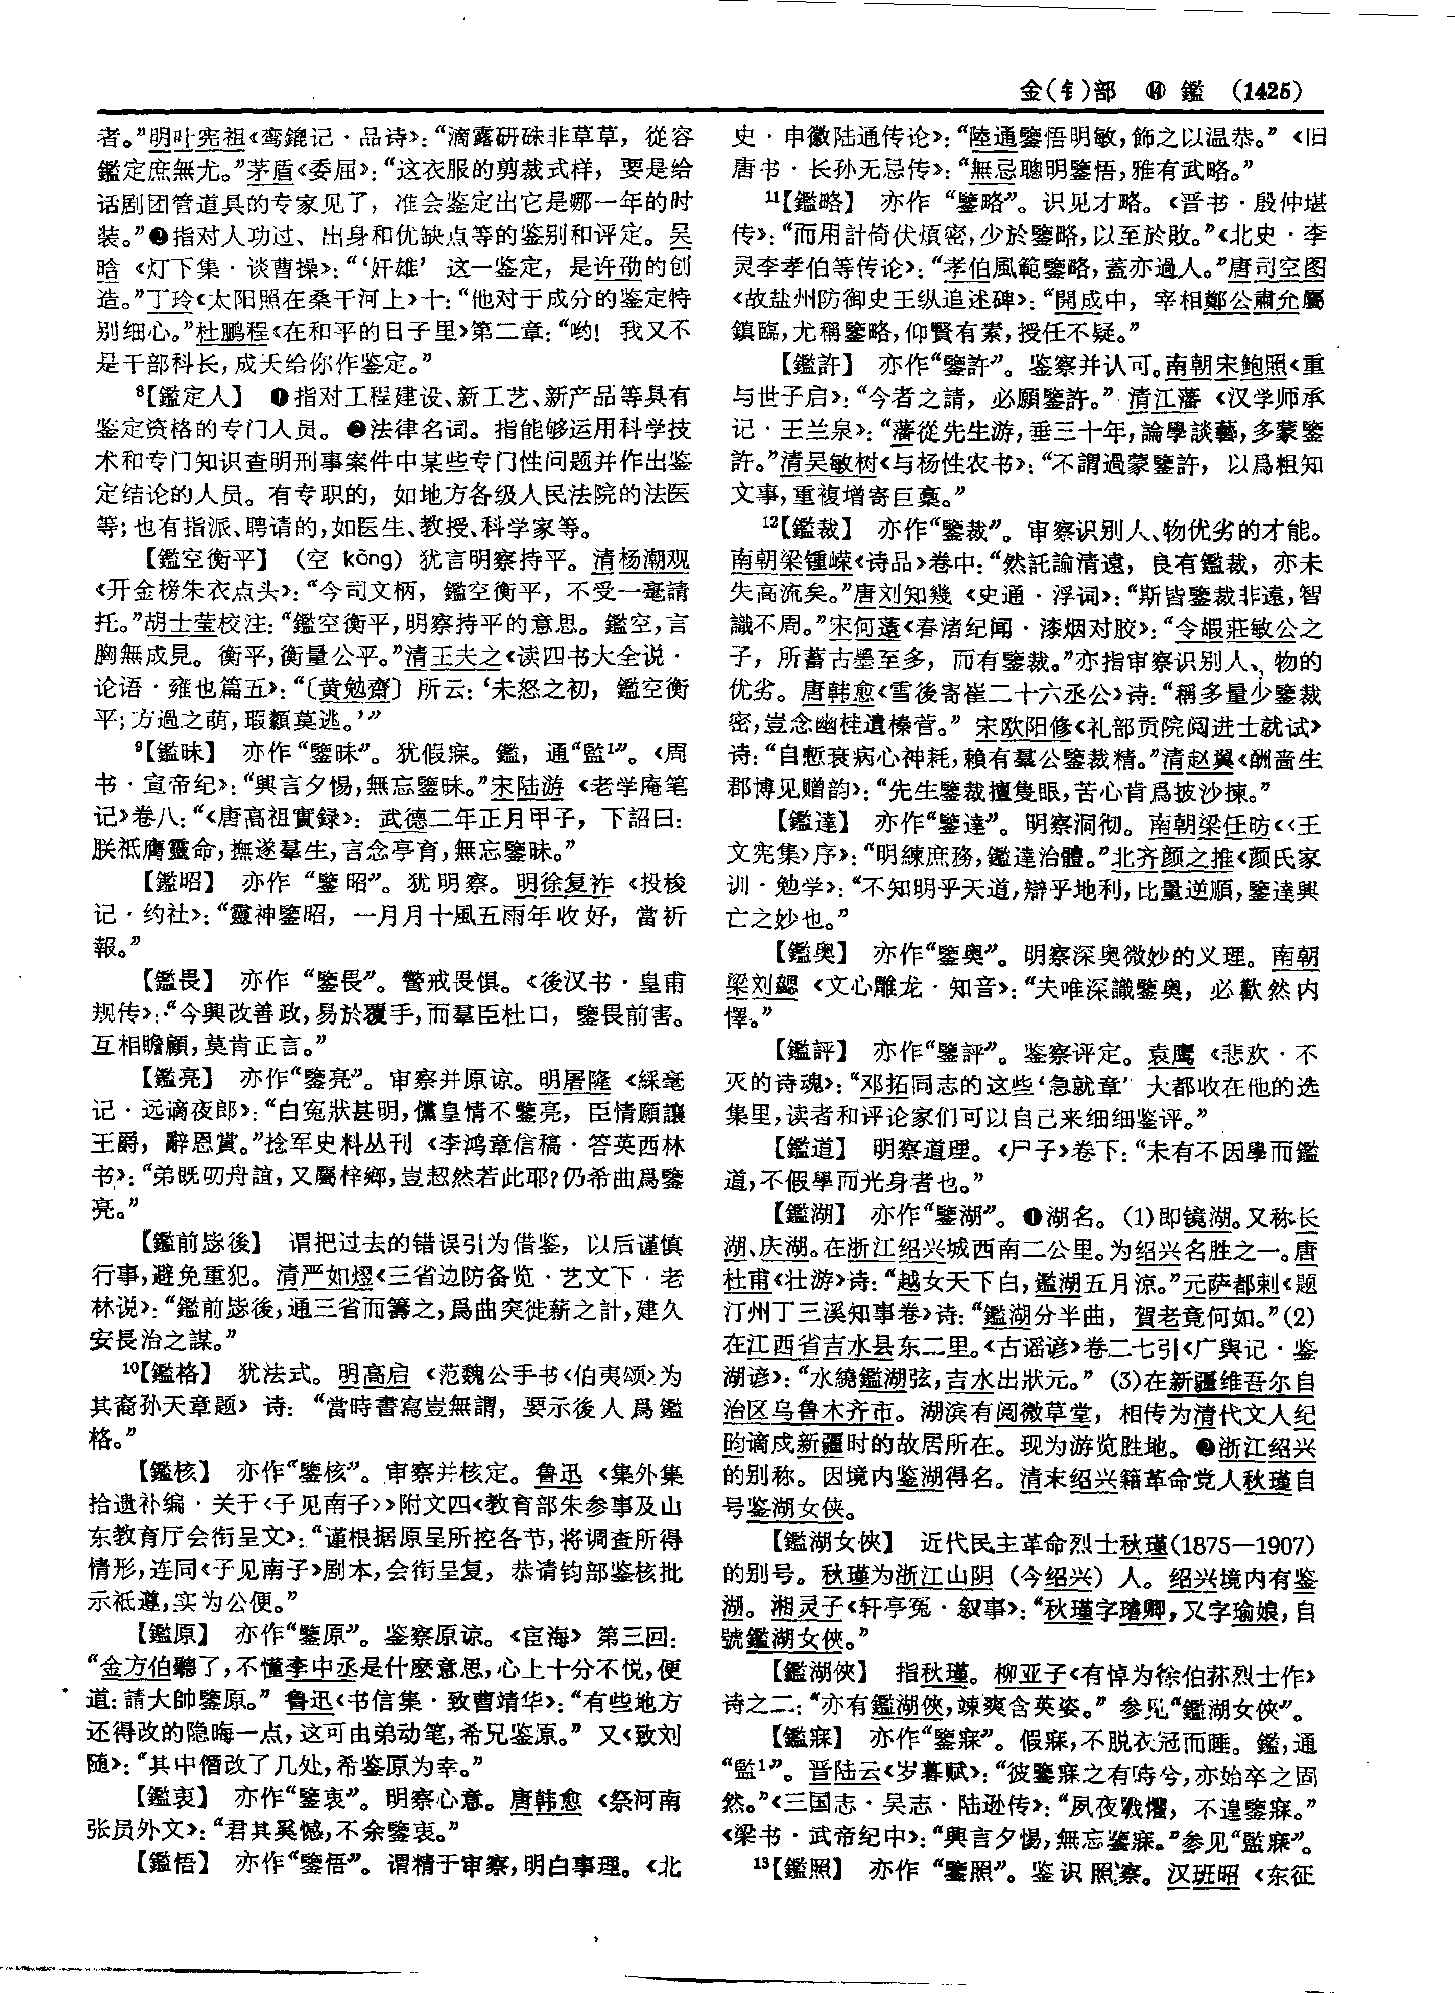 金(钅)部 ⓮ 鑑 (1425)
者。”明叶宪祖《鸾鎞记·品诗》：“滴露研硃非草草，從容
鑑定庶無尤。”茅盾《委屈》：“这衣服的剪裁式样，要是给
话剧团管道具的专家见了，准会鉴定出它是哪一年的时
装。”❷指对人功过、出身和优缺点等的鉴别和评定。吴
晗《灯下集·谈曹操》：“‘奸雄’这一鉴定，是许劭的创
造。”丁玲《太阳照在桑干河上》十：“他对于成分的鉴定特
别细心。”杜鹏程《在和平的日子里》第二章：“哟！我又不
是干部科长，成天给你作鉴定。”
⁸【鑑定人】 ❶指对工程建设、新工艺、新产品等具有
鉴定资格的专门人员。❷法律名词。指能够运用科学技
术和专门知识查明刑事案件中某些专门性问题并作出鉴
定结论的人员。有专职的，如地方各级人民法院的法医
等；也有指派、聘请的，如医生、教授、科学家等。
【鑑空衡平】 (空 kōng) 犹言明察持平。清杨潮观
《开金榜朱衣点头》：“今司文柄，鑑空衡平，不受一毫請
托。”胡士莹校注：“鑑空衡平，明察持平的意思。鑑空，言
胸無成見。衡平，衡量公平。”清王夫之《读四书大全说·
论语·雍也篇五》：“〔黄勉齋〕所云：‘未怒之初，鑑空衡
平；方過之萌，瑕纇莫逃。’”
⁹【鑑昧】 亦作“鑒昧”。犹假寐。鑑，通“監¹”。《周
书·宣帝纪》：“興言夕惕，無忘鑒昧。”宋陆游《老学庵笔
记》卷八：“《唐高祖實録》：武德二年正月甲子，下詔曰：
朕祇膺靈命，撫遂羣生，言念亭育，無忘鑒昧。”
【鑑昭】 亦作“鑒昭”。犹明察。明徐复祚《投梭
记·约社》：“靈神鑒昭，一月月十風五雨年收好，當祈
報。”
【鑑畏】 亦作“鑒畏”。警戒畏惧。《後汉书·皇甫
规传》：“今興改善政，易於覆手，而羣臣杜口，鑒畏前害。
互相瞻顧，莫肯正言。”
【鑑亮】 亦作“鑒亮”。审察并原谅。明屠隆《綵毫
记·远谪夜郎》：“白冤狀甚明，儻皇情不鑒亮，臣情願讓
王爵，辭恩賞。”捻军史料丛刊《李鸿章信稿·答英西林
书》：“弟既叨舟誼，又屬梓鄉，豈恝然若此耶？仍希曲爲鑒
亮。”
【鑑前毖後】 谓把过去的错误引为借鉴，以后谨慎
行事，避免重犯。清严如熤《三省边防备览·艺文下·老
林说》：“鑑前毖後，通三省而籌之，爲曲突徙薪之計，建久
安長治之謀。”
¹⁰【鑑格】 犹法式。明高启《范魏公手书〈伯夷颂〉为
其裔孙天章题》诗：“當時書寫豈無謂，要示後人爲鑑
格。”
【鑑核】 亦作“鑒核”。审察并核定。鲁迅《集外集
拾遗补编·关于〈子见南子〉》附文四《教育部朱参事及山
东教育厅会衔呈文》：“谨根据原呈所控各节，将调查所得
情形，连同《子见南子》剧本，会衔呈复，恭请钧部鉴核批
示祗遵，实为公便。”
【鑑原】 亦作“鑒原”。鉴察原谅。《宦海》第三回：
“金方伯聽了，不懂李中丞是什麼意思，心上十分不悦，便
道：請大帥鑒原。”鲁迅《书信集·致曹靖华》：“有些地方
还得改的隐晦一点，这可由弟动笔，希兄鉴原。”又《致刘
随》：“其中僭改了几处，希鉴原为幸。”
【鑑衷】 亦作“鑒衷”。明察心意。唐韩愈《祭河南
张员外文》：“君其奚憾，不余鑒衷。”
【鑑悟】 亦作“鑒悟”。谓精于审察，明白事理。《北
史·申徽陆通传论》：“陸通鑒悟明敏，飾之以温恭。”《旧
唐书·长孙无忌传》：“無忌聰明鑒悟，雅有武略。”
¹¹【鑑略】 亦作“鑒略”。识见才略。《晋书·殷仲堪
传》：“而用計倚伏煩密，少於鑒略，以至於敗。”《北史·李
灵李孝伯等传论》：“孝伯風範鑒略，蓋亦過人。”唐司空图
《故盐州防御史王纵追述碑》：“開成中，宰相鄭公肅允屬
鎮臨，尤稱鑒略，仰賢有素，授任不疑。”
【鑑許】 亦作“鑒許”。鉴察并认可。南朝宋鲍照《重
与世子启》：“今者之請，必願鑒許。”清江藩《汉学师承
记·王兰泉》：“藩從先生游，垂三十年，論學談藝，多蒙鑒
許。”清吴敏树《与杨性农书》：“不謂過蒙鑒許，以爲粗知
文事，重複增寄巨藁。”
¹²【鑑裁】 亦作“鑒裁”。审察识别人、物优劣的才能。
南朝梁锺嵘《诗品》卷中：“然託諭清遠，良有鑑裁，亦未
失高流矣。”唐刘知幾《史通·浮词》：“斯皆鑒裁非遠，智
識不周。”宋何薳《春渚纪闻·漆烟对胶》：“令嘏莊敏公之
子，所蓄古墨至多，而有鑒裁。”亦指审察识别人、物的
优劣。唐韩愈《雪後寄崔二十六丞公》诗：“稱多量少鑒裁
密，豈念幽桂遺榛菅。”宋欧阳修《礼部贡院阅进士就试》
诗：“自慙衰病心神耗，賴有羣公鑒裁精。”清赵翼《酬啬生
郡博见赠韵》：“先生鑒裁擅隻眼，苦心肯爲披沙揀。”
【鑑達】 亦作“鑒達”。明察洞彻。南朝梁任昉《〈王
文宪集〉序》：“明練庶務，鑑達治體。”北齐颜之推《颜氏家
训·勉学》：“不知明乎天道，辯乎地利，比量逆順，鑒達興
亡之妙也。”
【鑑奥】 亦作“鑒奥”。明察深奥微妙的义理。南朝
梁刘勰《文心雕龙·知音》：“夫唯深識鑒奥，必歡然内
懌。”
【鑑評】 亦作“鑒評”。鉴察评定。袁鹰《悲欢·不
灭的诗魂》：“邓拓同志的这些‘急就章’大都收在他的选
集里，读者和评论家们可以自己来细细鉴评。”
【鑑道】 明察道理。《尸子》卷下：“未有不因學而鑑
道，不假學而光身者也。”
【鑑湖】 亦作“鑒湖”。❶湖名。(1)即镜湖。又称长
湖、庆湖。在浙江绍兴城西南二公里。为绍兴名胜之一。唐
杜甫《壮游》诗：“越女天下白，鑑湖五月涼。”元萨都剌《题
汀州丁三溪知事卷》诗：“鑑湖分半曲，賀老竟何如。”(2)
在江西省吉水县东二里。《古谣谚》卷二七引《广舆记·鉴
湖谚》：“水繞鑑湖弦，吉水出狀元。”(3)在新疆维吾尔自
治区乌鲁木齐市。湖滨有阅微草堂，相传为清代文人纪
昀谪戍新疆时的故居所在。现为游览胜地。❷浙江绍兴
的别称。因境内鉴湖得名。清末绍兴籍革命党人秋瑾自
号鉴湖女侠。
【鑑湖女俠】 近代民主革命烈士秋瑾(1875—1907)
的别号。秋瑾为浙江山阴（今绍兴）人。绍兴境内有鉴
湖。湘灵子《轩亭冤·叙事》：“秋瑾字璿卿，又字瑜娘，自
號鑑湖女俠。”
【鑑湖俠】 指秋瑾。柳亚子《有悼为徐伯荪烈士作》
诗之二：“亦有鑑湖俠，竦爽含英姿。”参见“鑑湖女俠”。
【鑑寐】 亦作“鑒寐”。假寐，不脱衣冠而睡。鑑，通
“監¹”。晋陆云《岁暮赋》：“彼鑒寐之有時兮，亦始卒之固
然。”《三国志·吴志·陆逊传》：“夙夜戰懼，不遑鑒寐。”
《梁书·武帝纪中》：“興言夕惕，無忘鑒寐。”参见“監寐”。
¹³【鑑照】 亦作“鑒照”。鉴识照察。汉班昭《东征